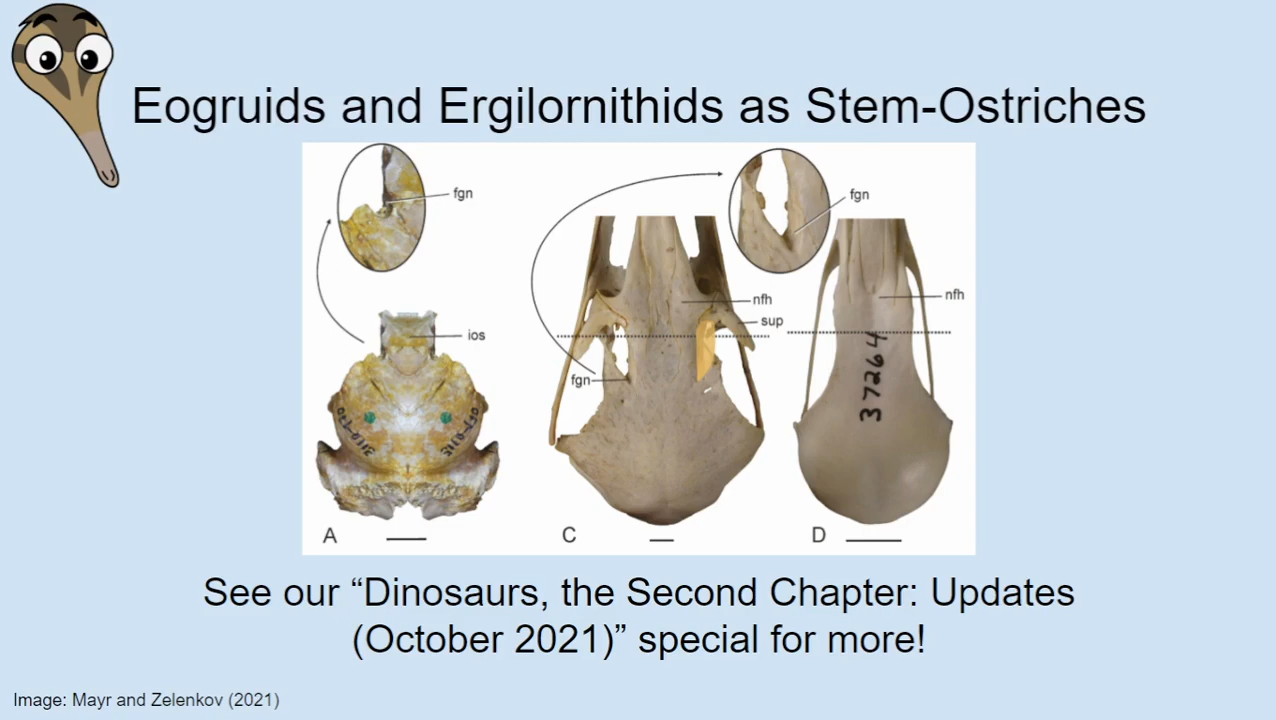 Eogruids and Ergilornithids as Stem-Ostriches
fgn
fgn
nfh
nfh
sup
ios
fgn
37264
A
C
D
See our “Dinosaurs, the Second Chapter: Updates
(October 2021)” special for more!
Image: Mayr and Zelenkov (2021)